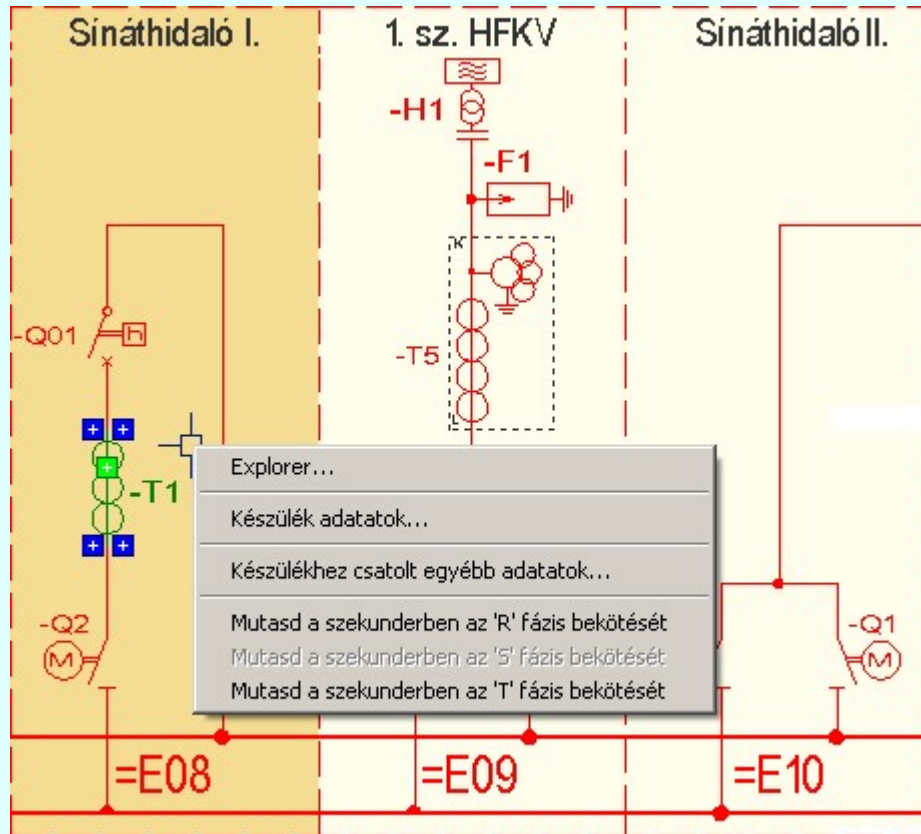 Sínáthidaló I.
1. sz. HFKV
Sínáthidaló II.
-H1
-F1
K
-Q01
h
-T5
L
-T1
Explorer...
Készülék adatatok...
Készülékhez csatolt egyébb adatatok...
Mutasd a szekunderben az 'R' fázis bekötését
Mutasd a szekunderben az 'S' fázis bekötését
Mutasd a szekunderben az 'T' fázis bekötését
-Q2
M
-Q1
M
=E08
=E09
=E10